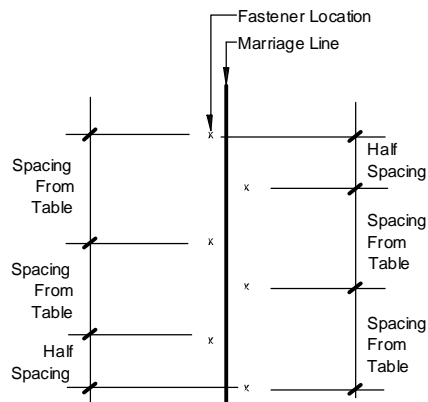 Fastener Location
Marriage Line
Half
Spacing
Spacing
From
Table
Spacing
From
Table
Spacing
From
Table
Half
Spacing
Spacing
From
Table